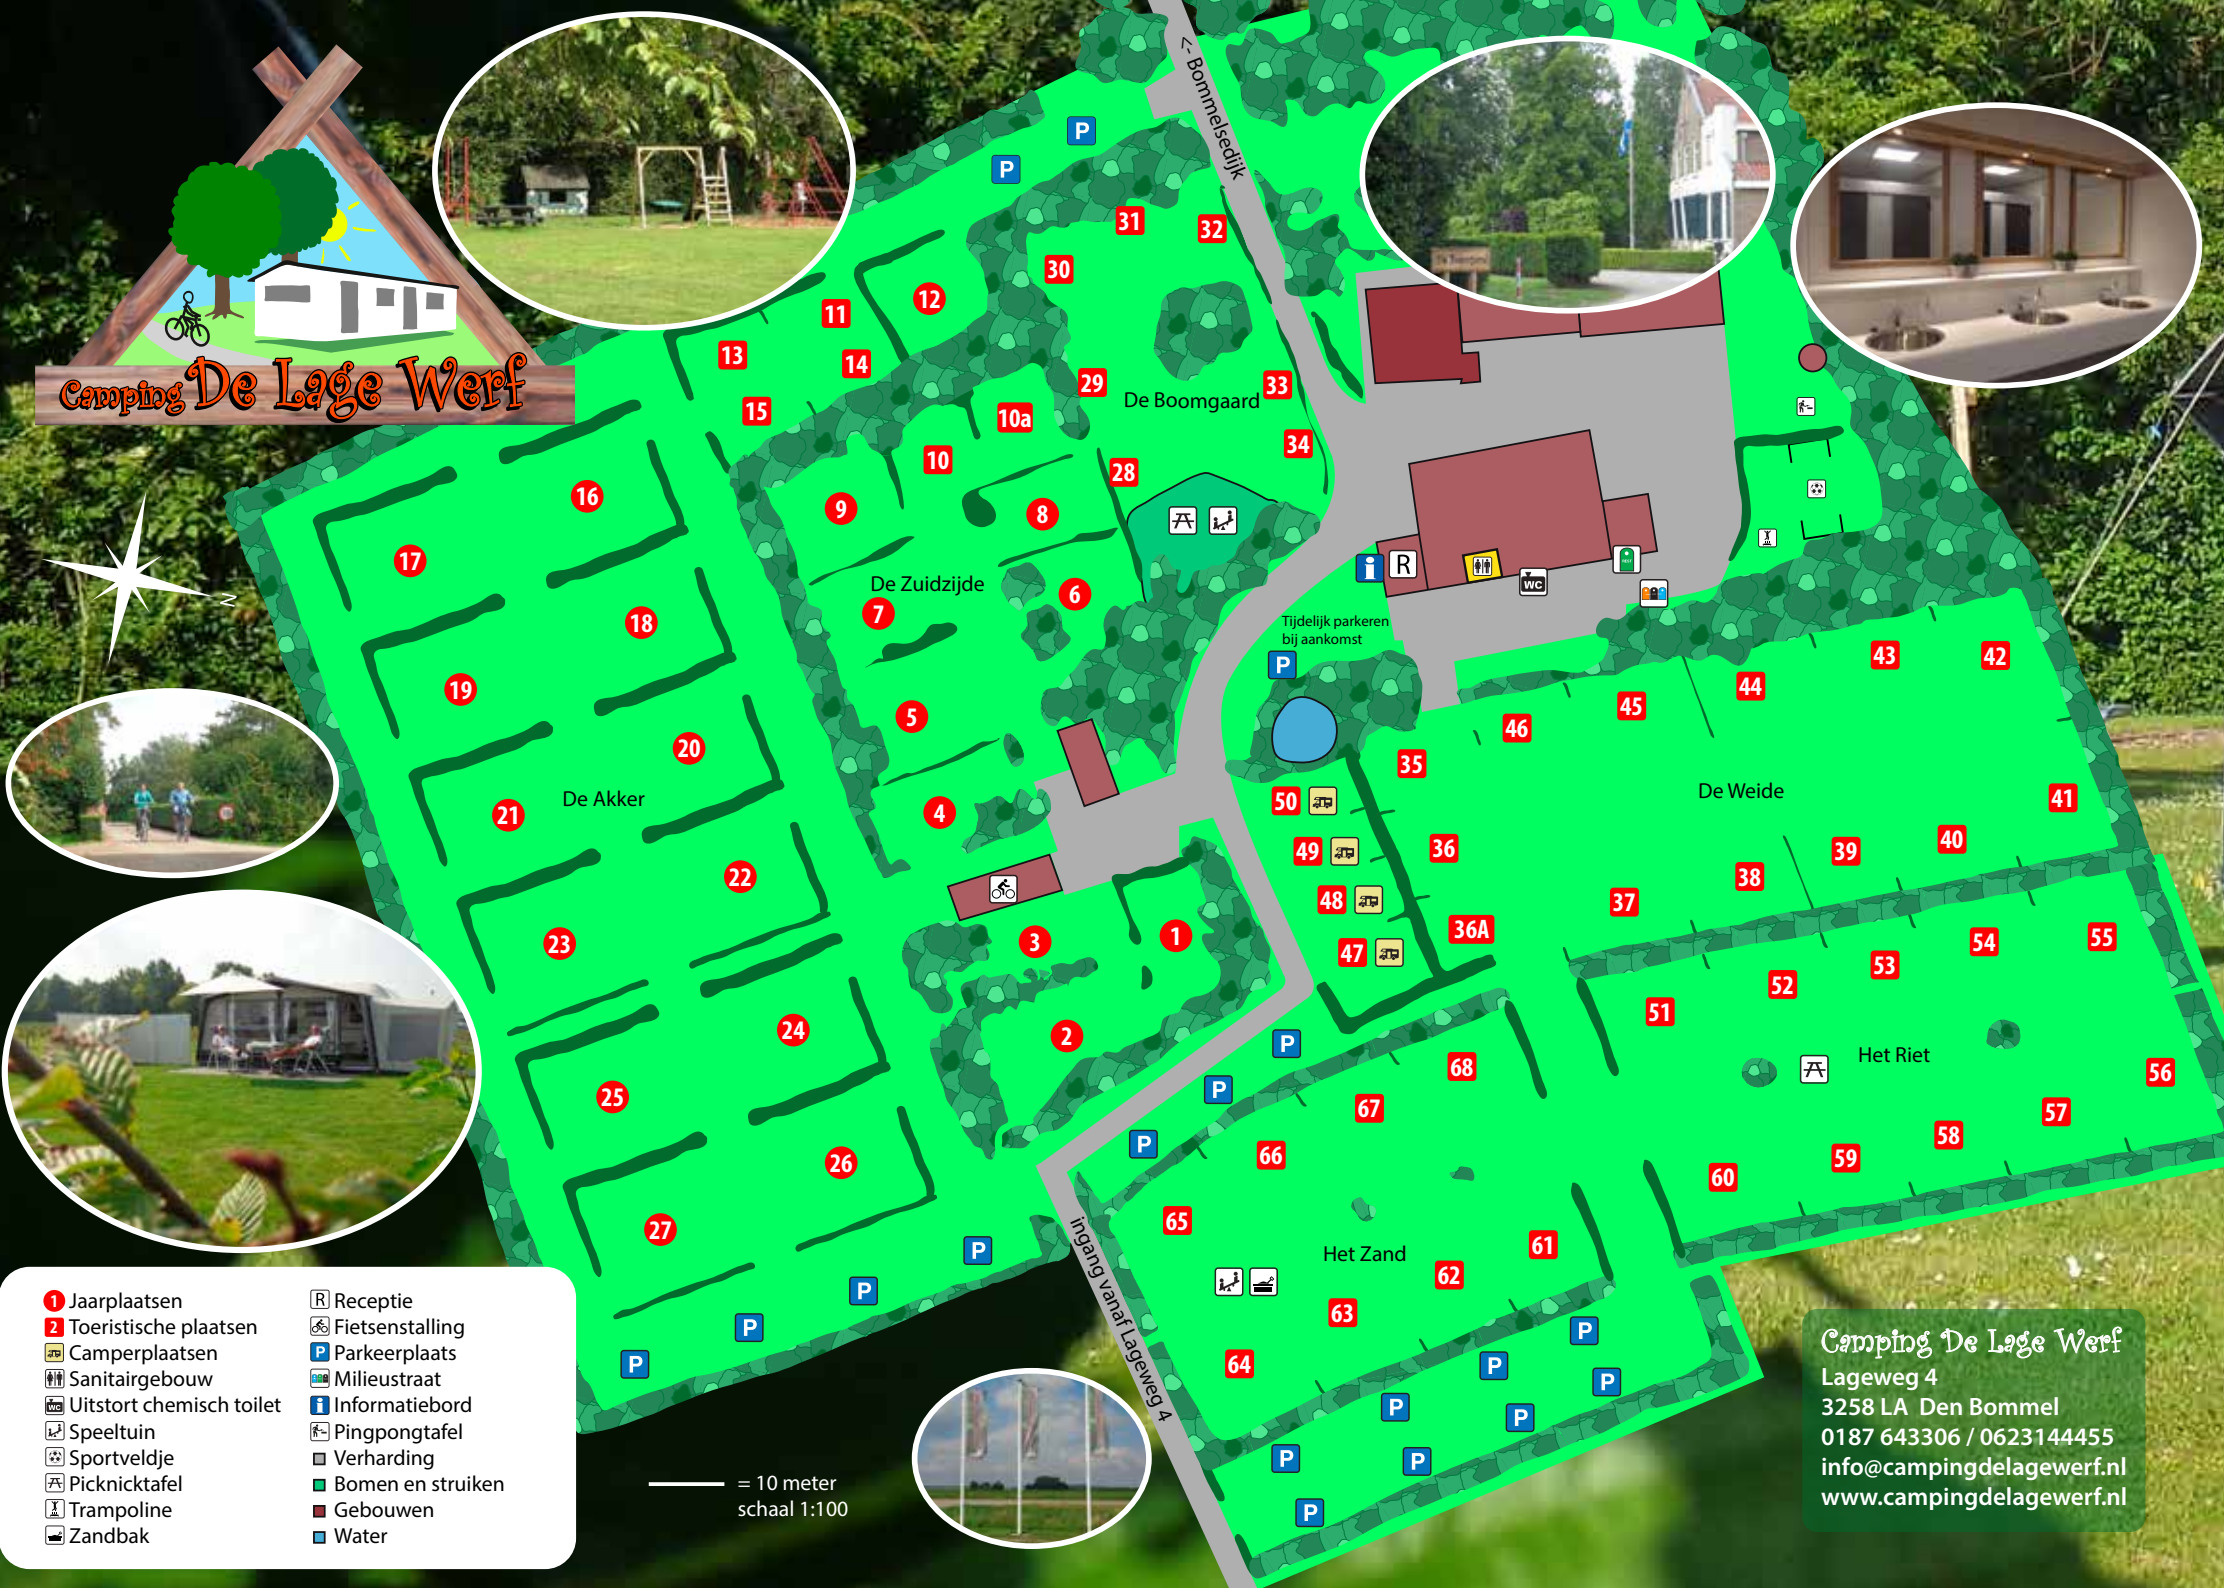 Camping De Lage Werf
<- Bommelsedijk
P
P
31
32
30
12
11
13
14
29
De Boomgaard
33
15
10a
34
10
28
16
9
8
17
i
R
WC
De Zuidzijde
6
7
18
Tijdelijk parkeren
bij aankomst
P
N
19
43
42
44
45
46
5
20
35
De Weide
De Akker
50
41
4
21
49
36
39
40
22
38
48
37
23
3
1
36A
47
55
54
53
52
51
24
2
P
68
Het Riet
56
P
67
57
25
P
66
58
59
26
60
65
27
P
61
Het Zand
62
P
63
P
P
64
P
P
P
P
P
P
P
P
ingang vanaf Lageweg 4
1 Jaarplaatsen
2 Toeristische plaatsen
Camperplaatsen
Sanitairgebouw
WC Uitstort chemisch toilet
Speeltuin
Sportveldje
Picknicktafel
Trampoline
Zandbak
R Receptie
Fietsenstalling
P Parkeerplaats
Milieustraat
i Informatiebord
Pingpongtafel
Verharding
Bomen en struiken
Gebouwen
Water
= 10 meter
schaal 1:100
Camping De Lage Werf
Lageweg 4
3258 LA Den Bommel
0187 643306 / 0623144455
info@campingdelagewerf.nl
www.campingdelagewerf.nl